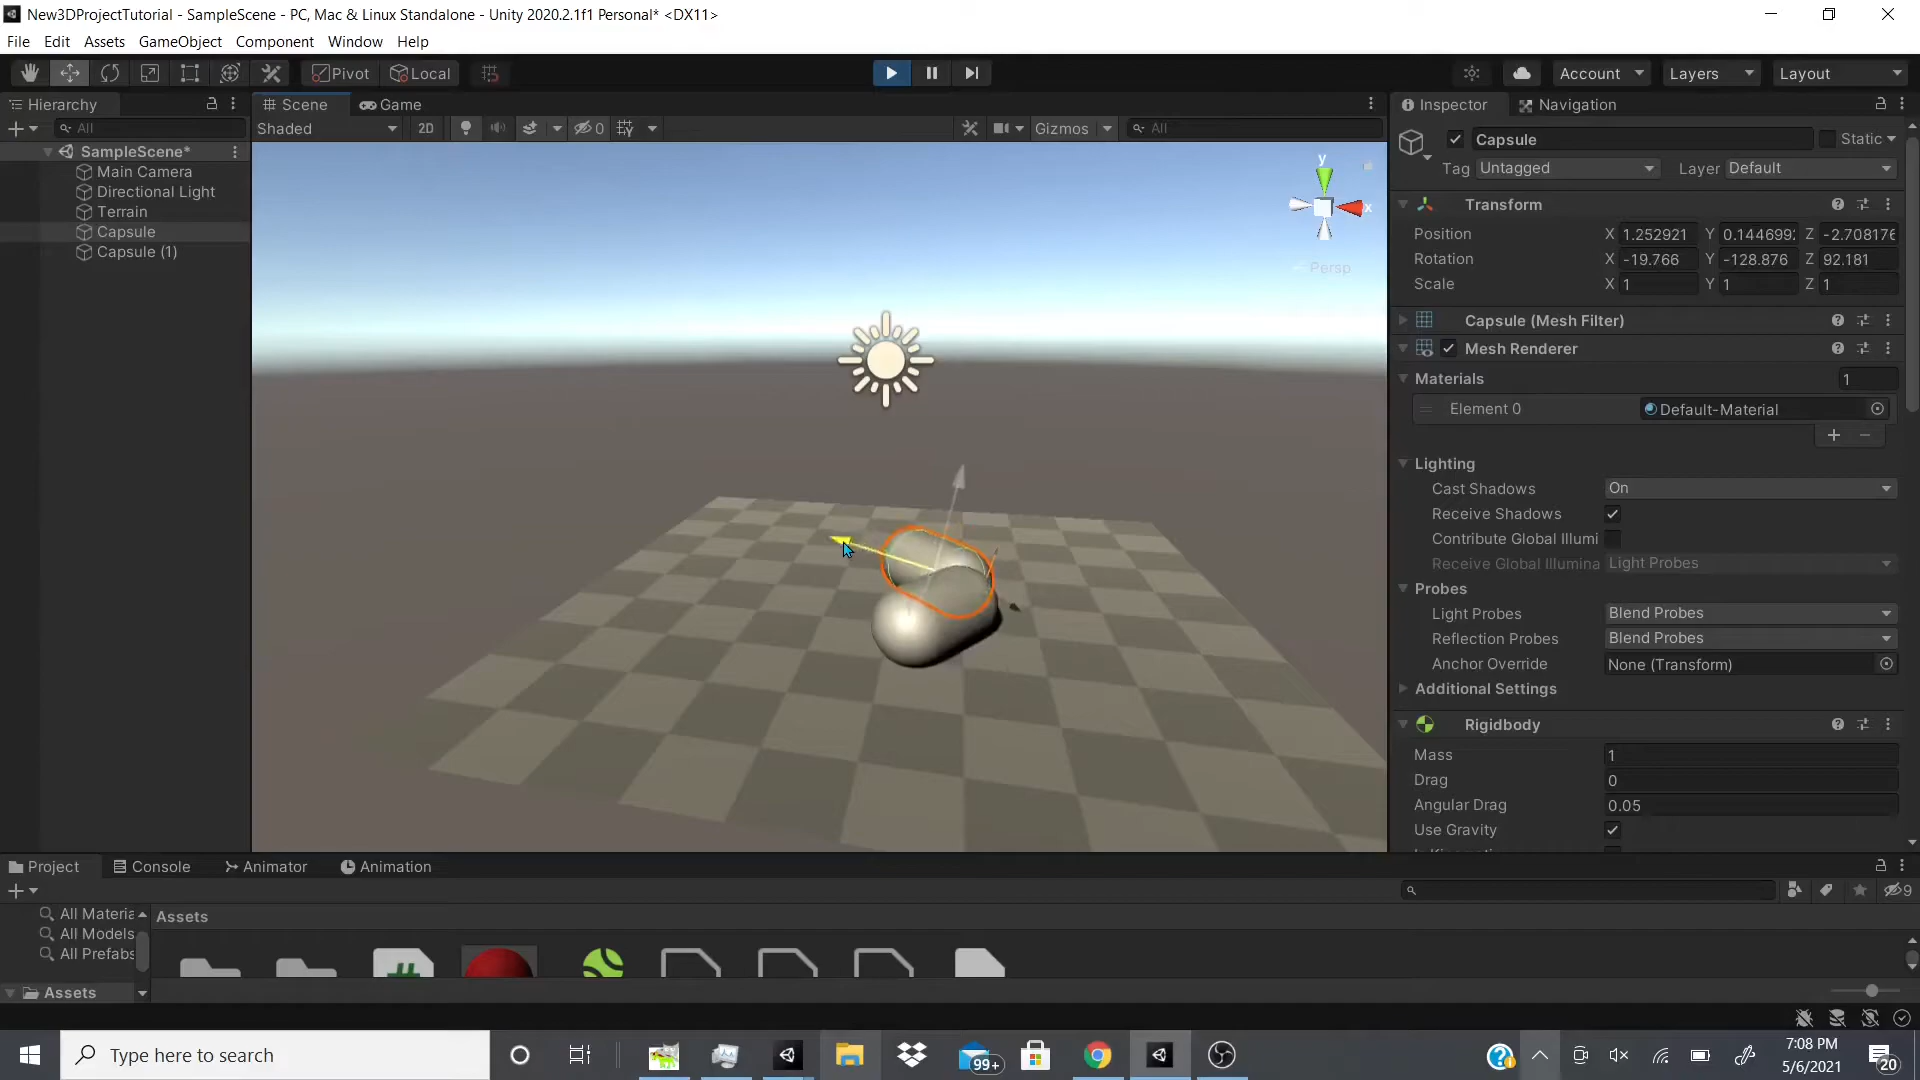 New3DProjectTutorial - SampleScene - PC, Mac & Linux Standalone - Unity 2020.2.1f1 Personal* <DX11>
File Edit Assets GameObject Component Window Help
Pivot Local Account Layers Layout
Hierarchy Scene Game Inspector Navigation
All Shaded 2D 0 Gizmos All Capsule Static
SampleScene*
Main Camera
Directional Light
Terrain
Capsule
Capsule (1)
y
x
Persp
Tag Untagged Layer Default
Transform
Position X 1.252921 Y 0.144699 Z -2.708176
Rotation X -19.766 Y -128.876 Z 92.181
Scale X 1 Y 1 Z 1
Capsule (Mesh Filter)
Mesh Renderer
Materials 1
Element 0 Default-Material
Lighting
Cast Shadows On
Receive Shadows
Contribute Global Illumi
Receive Global Illumina Light Probes
Probes
Light Probes Blend Probes
Reflection Probes Blend Probes
Anchor Override None (Transform)
Additional Settings
Rigidbody
Mass 1
Drag 0
Angular Drag 0.05
Use Gravity
Project Console Animator Animation
9
All Materia
All Models
All Prefabs
Assets
Assets
Type here to search
99+
7:08 PM
5/6/2021
20